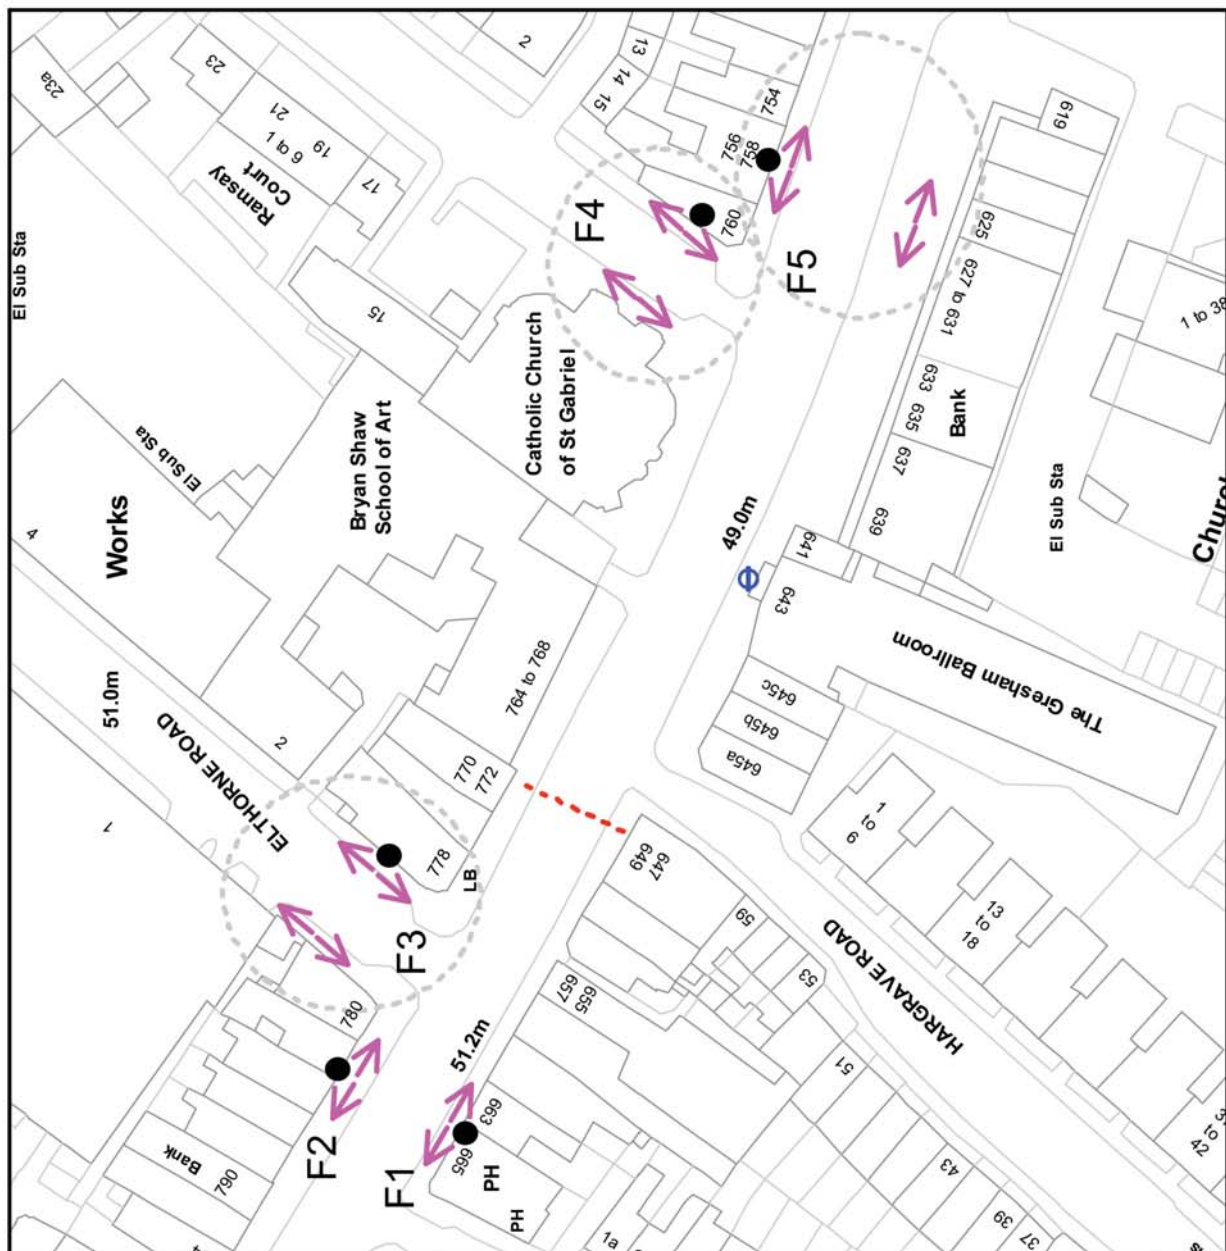 23a
23
21
6 of 1
19
17
Ramsay
Court
2
13
14
15
El Sub Sta
756
758
754
760
F4
F5
619
625
627 to 631
1 to 38
15
Catholic Church
of St Gabriel
Bryan Shaw
School of Art
El Sub Sta
Works
4
633
635
Bank
637
639
El Sub Sta
Church
49.0m
641
643
The Gresham Ballroom
645c
645b
645a
764 to 768
51.0m
ELTHORNE ROAD
2
1
770
772
778
LB
F3
647
649
1
to
6
13
to
18
59
53
HARGRAVE ROAD
780
657
655
51.2m
663
665
PH
PH
F2
F1
Bank
790
51
43
39
37
1a
to
42